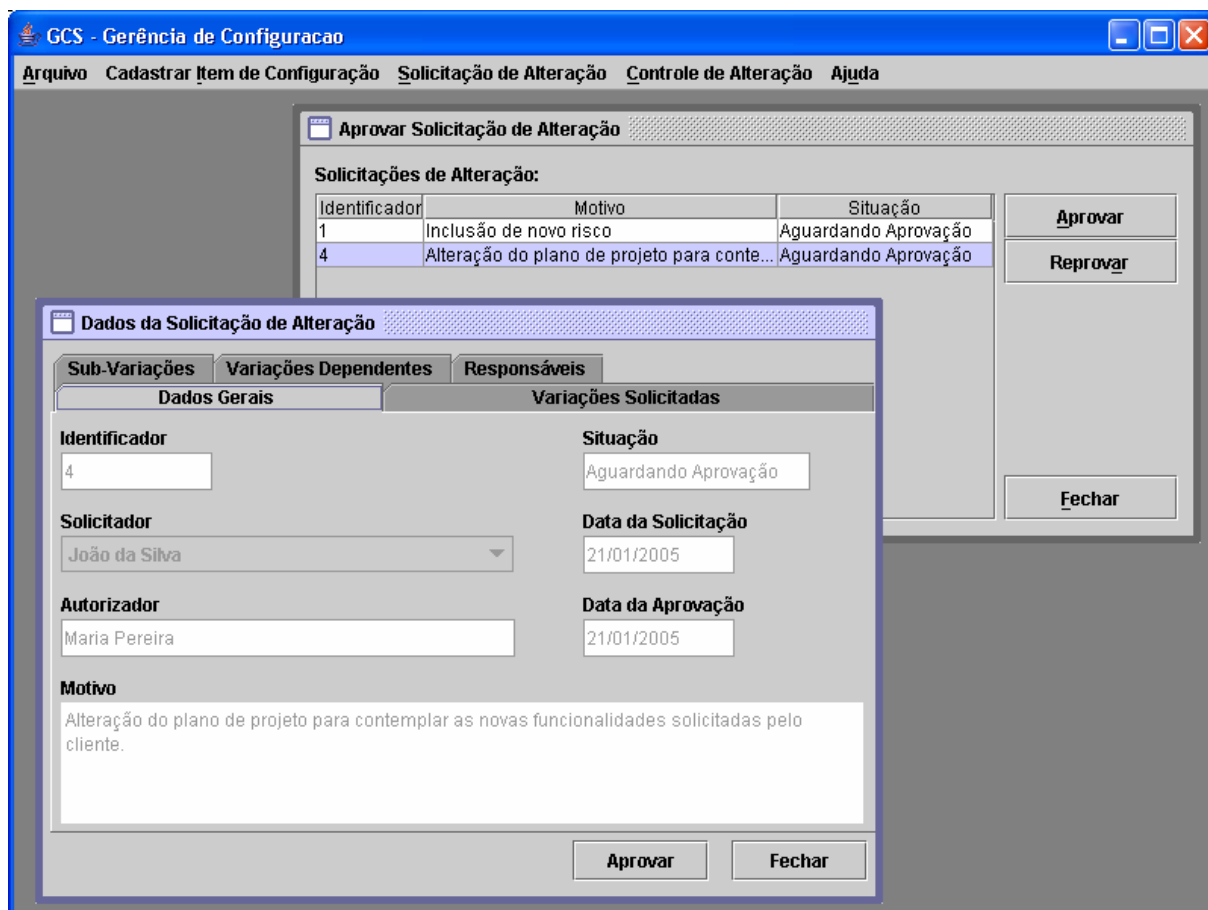 GCS - Gerência de Configuracao
Arquivo Cadastrar Item de Configuração Solicitação de Alteração Controle de Alteração Ajuda
Aprovar Solicitação de Alteração
Solicitações de Alteração:
Identificador Motivo Situação
1 Inclusão de novo risco Aguardando Aprovação
4 Alteração do plano de projeto para conte... Aguardando Aprovação
Aprovar
Reprovar
Fechar
Dados da Solicitação de Alteração
Sub-Variações Variações Dependentes Responsáveis
Dados Gerais Variações Solicitadas
Identificador Situação
4 Aguardando Aprovação
Solicitador Data da Solicitação
João da Silva 21/01/2005
Autorizador Data da Aprovação
Maria Pereira 21/01/2005
Motivo
Alteração do plano de projeto para contemplar as novas funcionalidades solicitadas pelo
cliente.
Aprovar Fechar